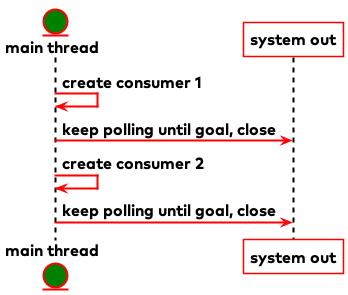 main thread
system out
create consumer 1
keep polling until goal, close
create consumer 2
keep polling until goal, close
main thread
system out